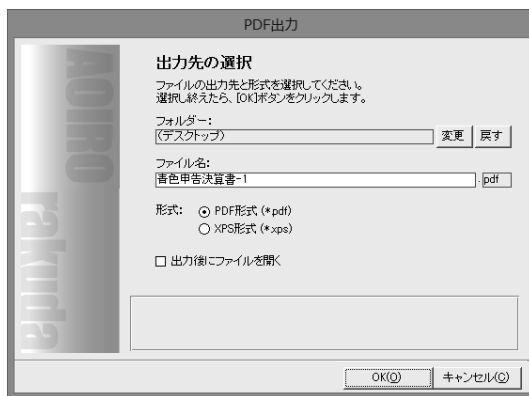 PDF出力
AOIRO
rakuda
出力先の選択
ファイルの出力先と形式を選択してください。
選択し終えたら、[OK]ボタンをクリックします。
フォルダー:
(デスクトップ) 変更 戻す
ファイル名:
青色申告決算書-1 .pdf
形式: PDF形式 (*pdf)
XPS形式 (*xps)
出力後にファイルを開く
OK(O) キャンセル(C)